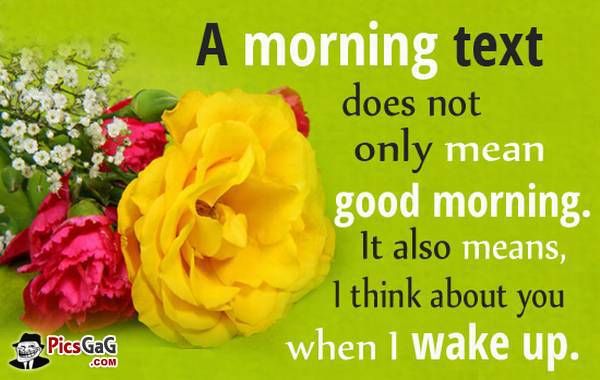 A morning text
does not
only mean
good morning.
It also means,
I think about you
when I wake up.
PicsGaG
.COM